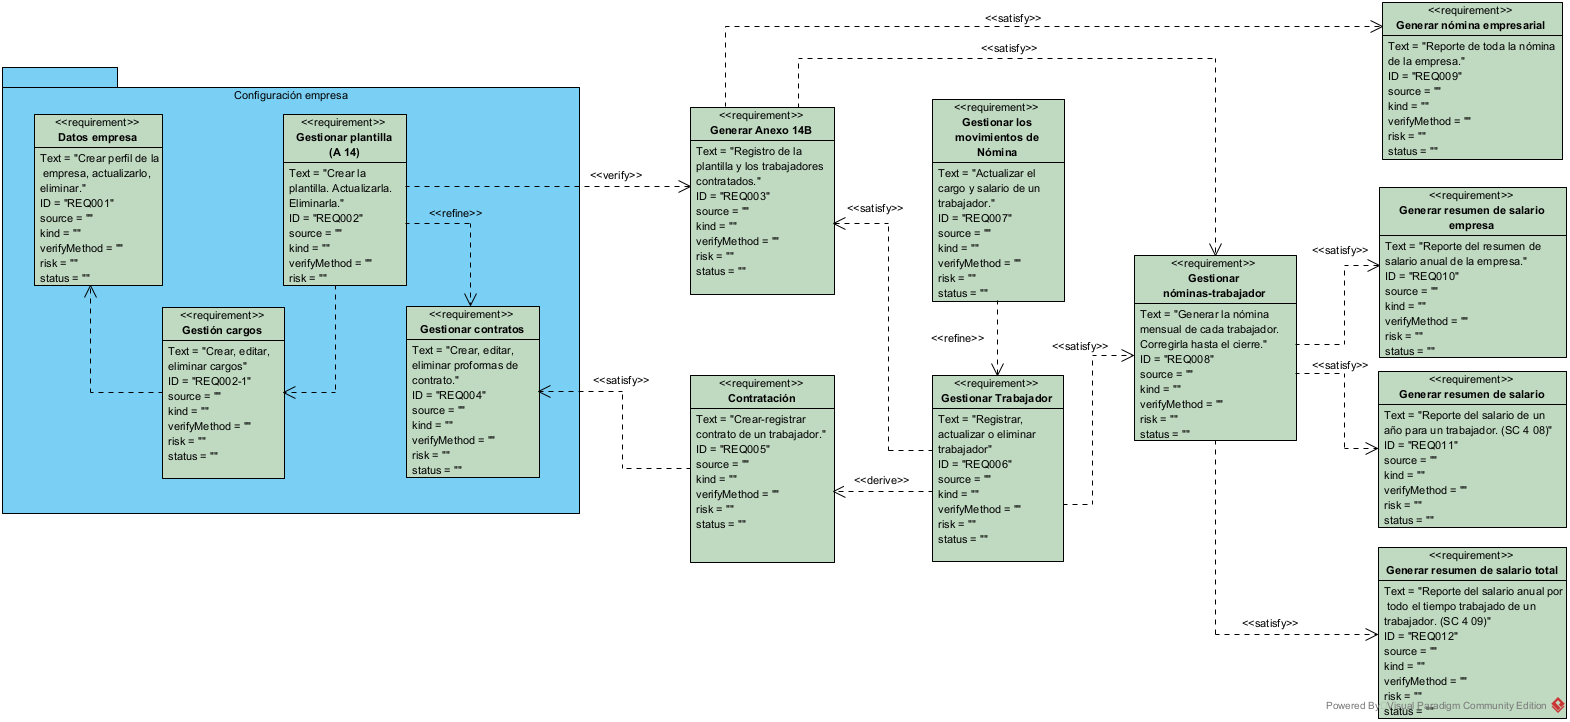 Configuración empresa
<<requirement>>
Datos empresa
Text = "Crear perfil de la
empresa, actualizarlo,
eliminar."
ID = "REQ001"
source = ""
kind = ""
verifyMethod = ""
risk = ""
status = ""
<<requirement>>
Gestionar plantilla
(A 14)
Text = "Crear la
plantilla. Actualizarla.
Eliminarla."
ID = "REQ002"
source = ""
kind = ""
verifyMethod = ""
risk = ""
<<refine>>
<<verify>>
<<requirement>>
Gestión cargos
Text = "Crear, editar,
eliminar cargos"
ID = "REQ002-1"
source = ""
kind = ""
verifyMethod = ""
risk = ""
status = ""
<<requirement>>
Gestionar contratos
Text = "Crear, editar,
eliminar proformas de
contrato."
ID = "REQ004"
source = ""
kind = ""
verifyMethod = ""
risk = ""
status = ""
<<satisfy>>
<<satisfy>>
<<satisfy>>
<<requirement>>
Generar Anexo 14B
Text = "Registro de la
plantilla y los trabajadores
contratados."
ID = "REQ003"
source = ""
kind = ""
verifyMethod = ""
risk = ""
status = ""
<<satisfy>>
<<requirement>>
Gestionar los
movimientos de
Nómina
Text = "Actualizar el
cargo y salario de un
trabajador."
ID = "REQ007"
source = ""
kind = ""
verifyMethod = ""
risk = ""
status = ""
<<refine>>
<<requirement>>
Contratación
Text = "Crear-registrar
contrato de un trabajador."
ID = "REQ005"
source = ""
kind = ""
verifyMethod = ""
risk = ""
status = ""
<<derive>>
<<requirement>>
Gestionar Trabajador
Text = "Registrar,
actualizar o eliminar
trabajador"
ID = "REQ006"
source = ""
kind = ""
verifyMethod = ""
risk = ""
status = ""
<<satisfy>>
<<requirement>>
Gestionar
nóminas-trabajador
Text = "Generar la nómina
mensual de cada trabajador.
Corregirla hasta el cierre."
ID = "REQ008"
source = ""
kind = ""
verifyMethod = ""
risk = ""
status = ""
<<satisfy>>
<<satisfy>>
<<satisfy>>
<<requirement>>
Generar nómina empresarial
Text = "Reporte de toda la nómina
de la empresa."
ID = "REQ009"
source = ""
kind = ""
verifyMethod = ""
risk = ""
status = ""
<<requirement>>
Generar resumen de salario
empresa
Text = "Reporte del resumen de
salario anual de la empresa."
ID = "REQ010"
source = ""
kind = ""
verifyMethod = ""
risk = ""
status = ""
<<requirement>>
Generar resumen de salario
Text = "Reporte del salario de un
año para un trabajador. (SC 4 08)"
ID = "REQ011"
source = ""
kind = ""
verifyMethod = ""
risk = ""
status = ""
<<requirement>>
Generar resumen de salario total
Text = "Reporte del salario anual por
todo el tiempo trabajado de un
trabajador. (SC 4 09)"
ID = "REQ012"
source = ""
kind = ""
verifyMethod = ""
risk = ""
status = ""
Powered By Visual Paradigm Community Edition